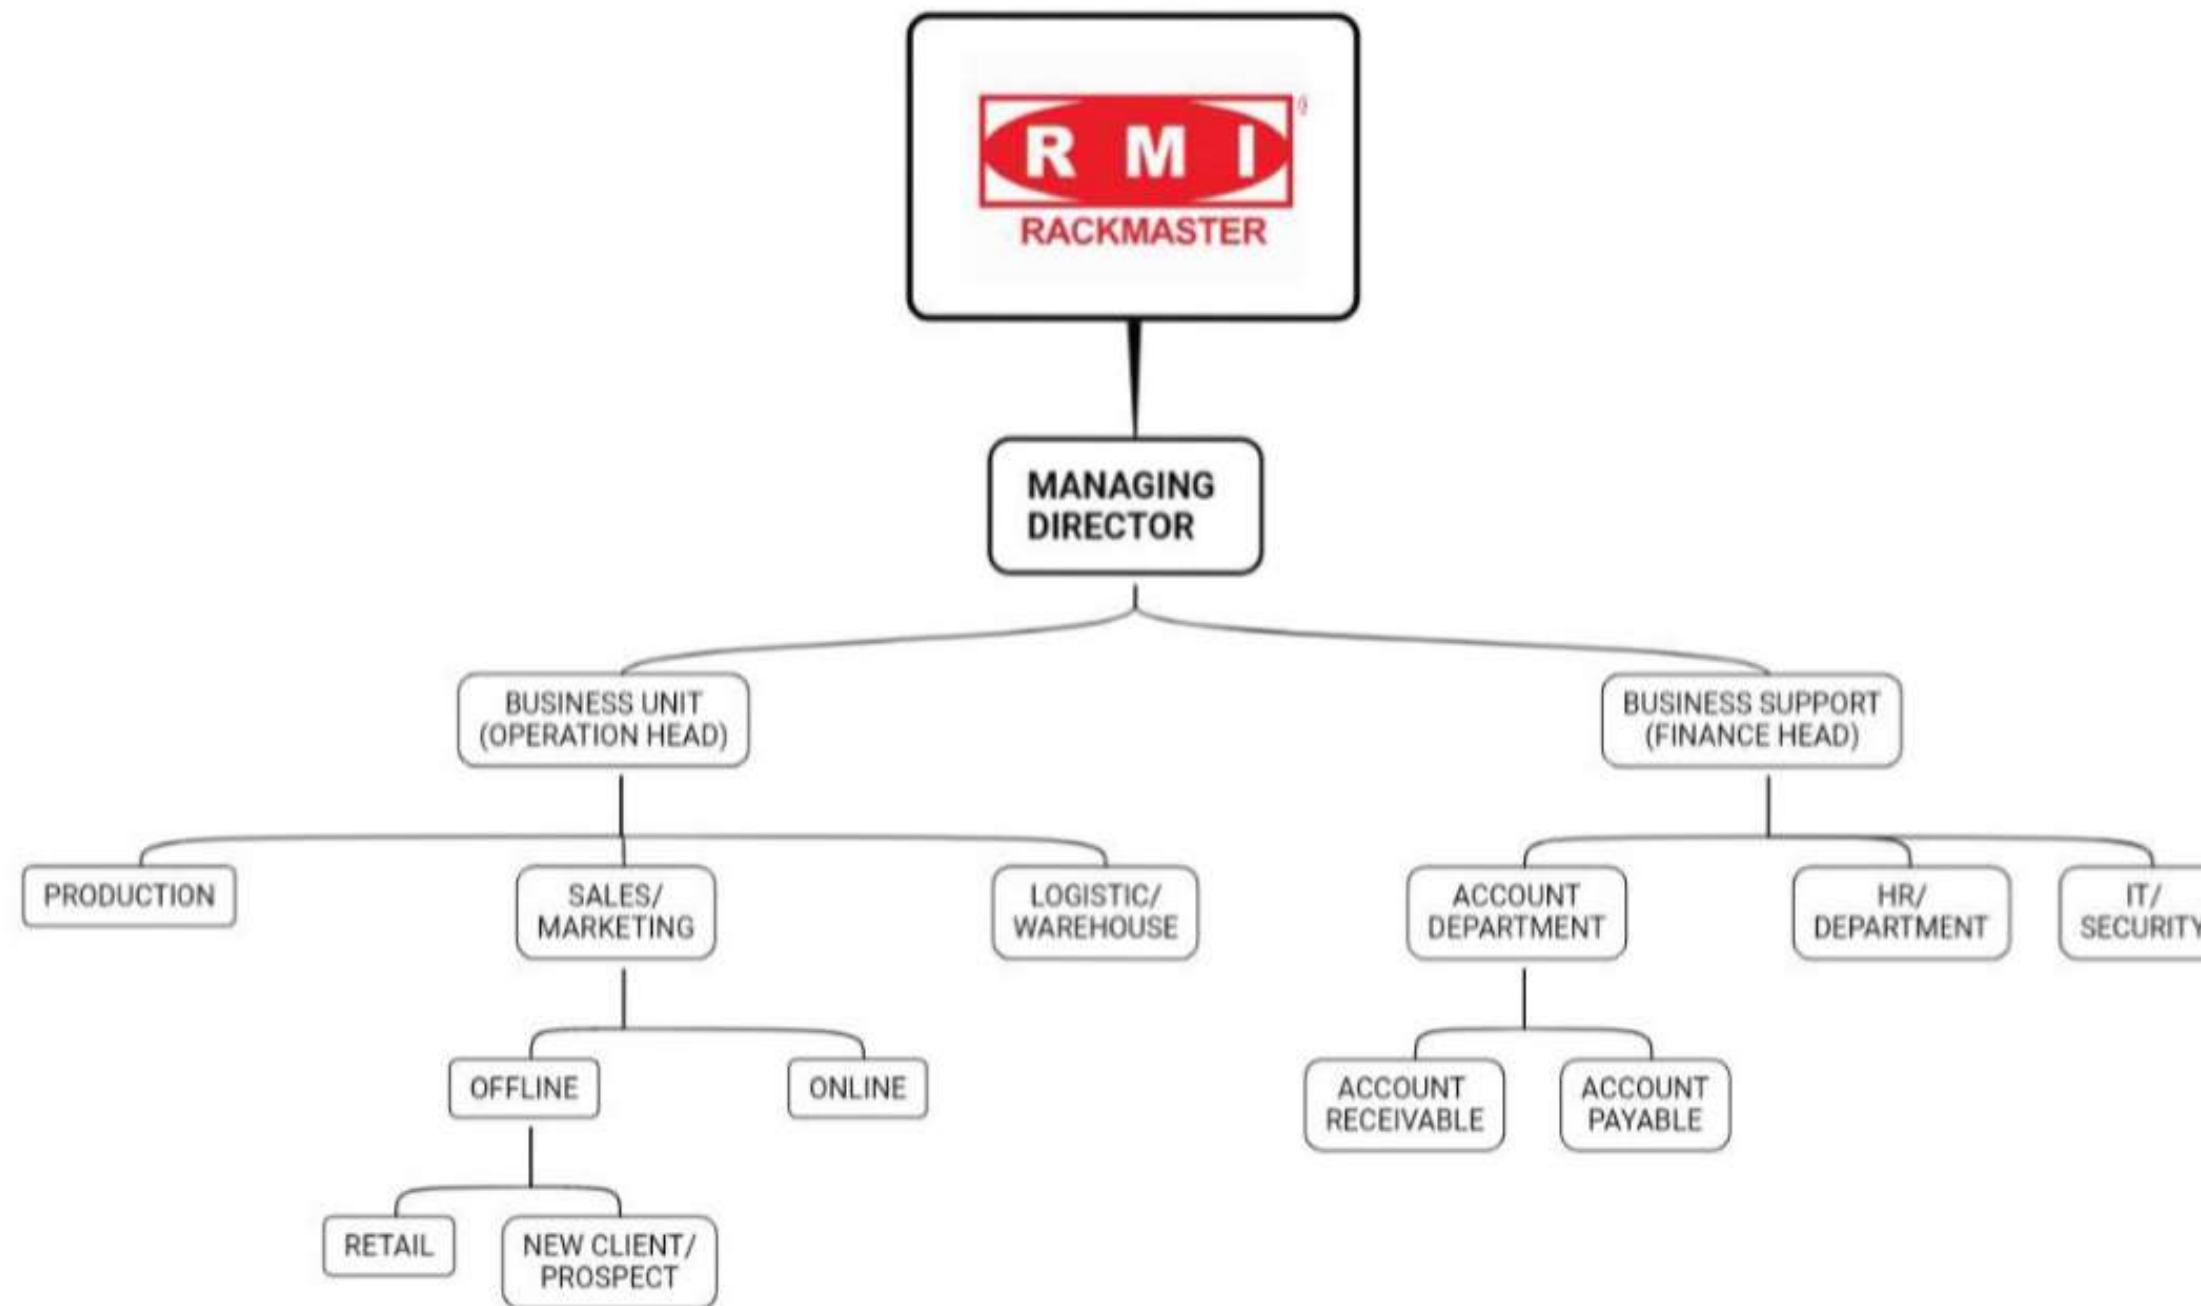 R M I
RACKMASTER
MANAGING
DIRECTOR
BUSINESS UNIT
(OPERATION HEAD)
BUSINESS SUPPORT
(FINANCE HEAD)
PRODUCTION
SALES/
MARKETING
LOGISTIC/
WAREHOUSE
ACCOUNT
DEPARTMENT
HR/
DEPARTMENT
IT/
SECURITY
OFFLINE
ONLINE
ACCOUNT
RECEIVABLE
ACCOUNT
PAYABLE
RETAIL
NEW CLIENT/
PROSPECT